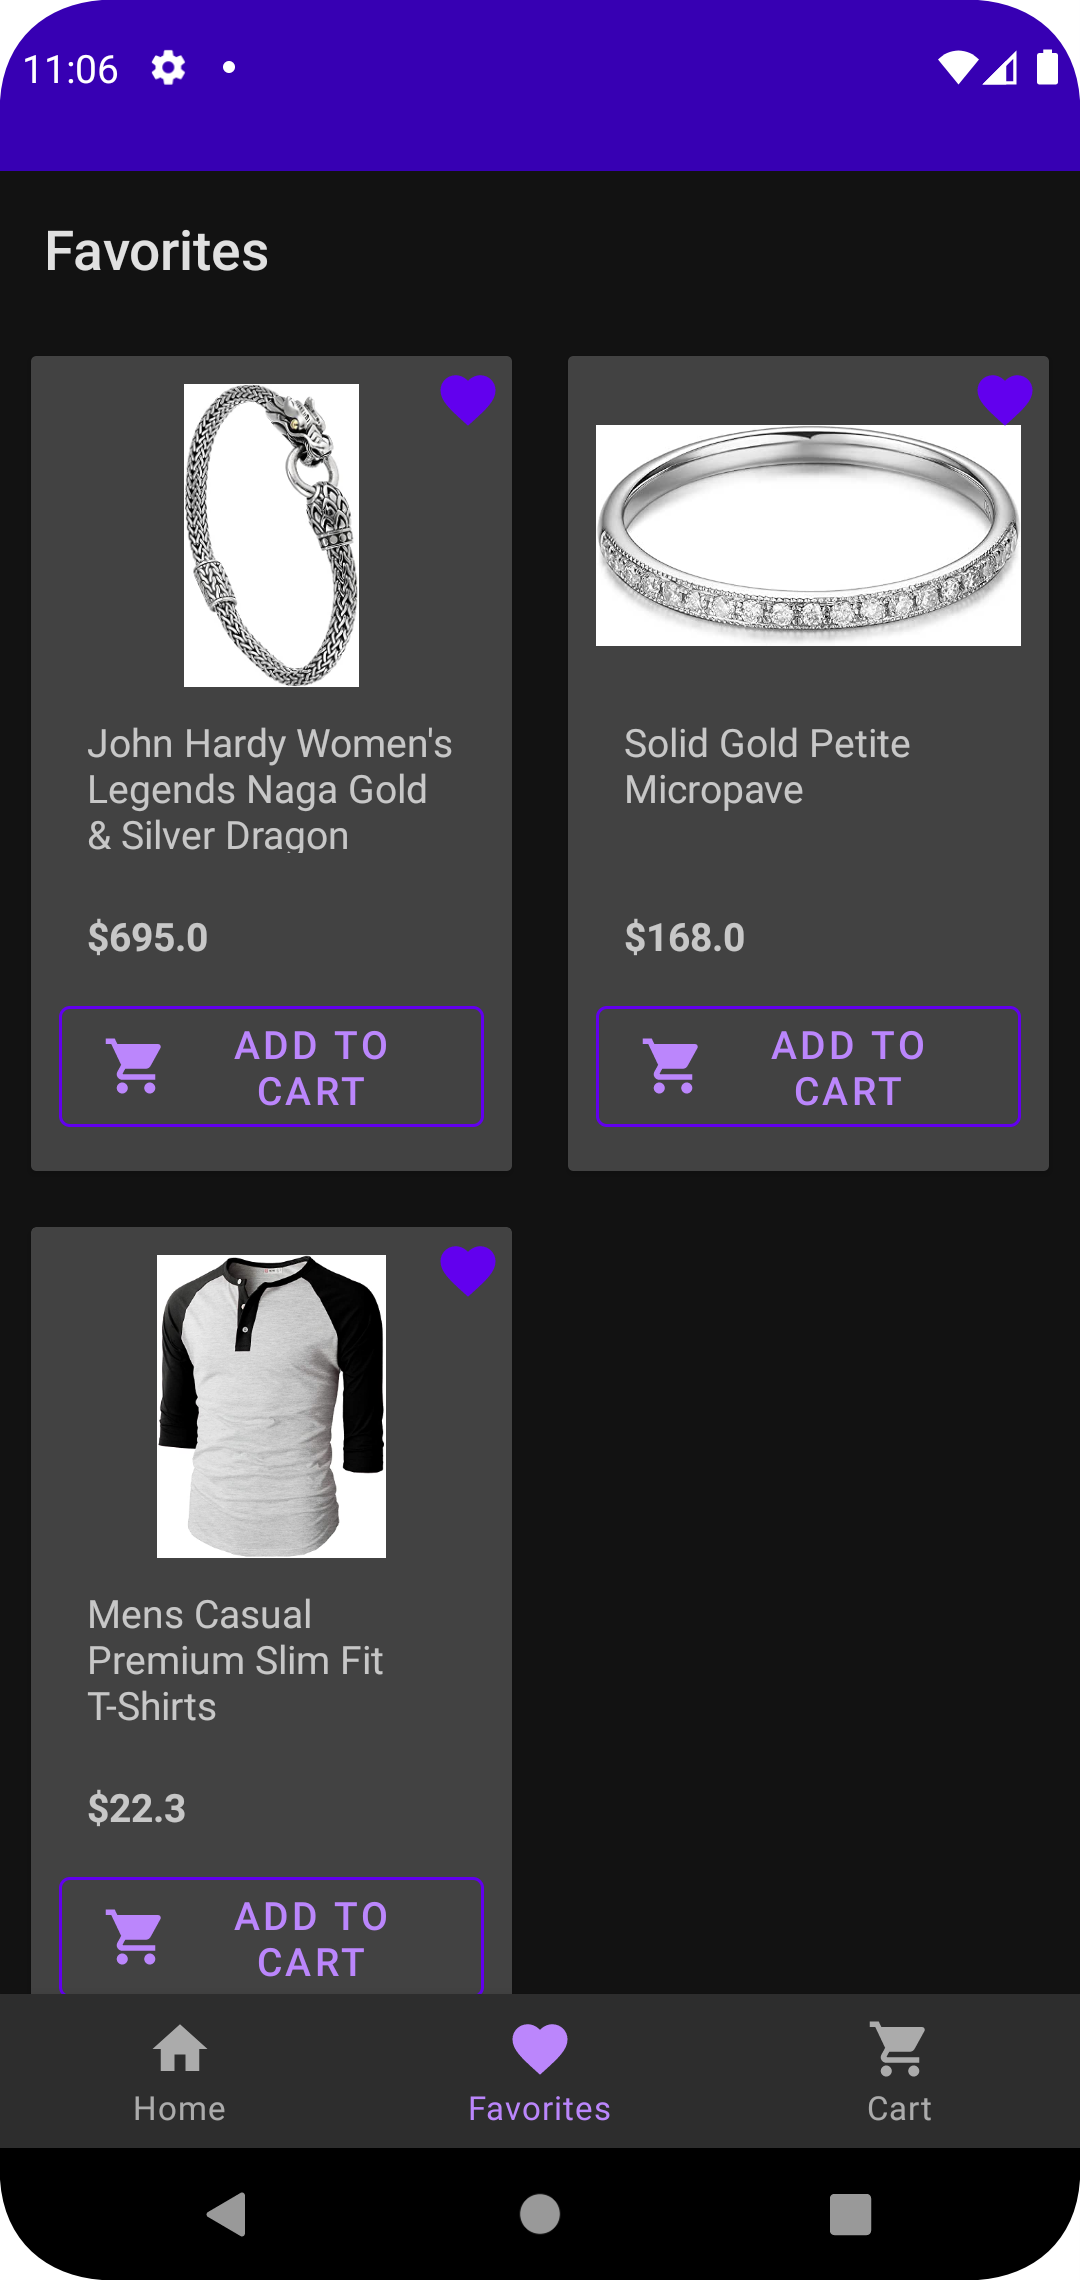 11:06
Favorites
John Hardy Women's
Legends Naga Gold
& Silver Dragon
$695.0
ADD TO
CART
Solid Gold Petite
Micropave
$168.0
ADD TO
CART
Mens Casual
Premium Slim Fit
T-Shirts
$22.3
ADD TO
CART
Home
Favorites
Cart